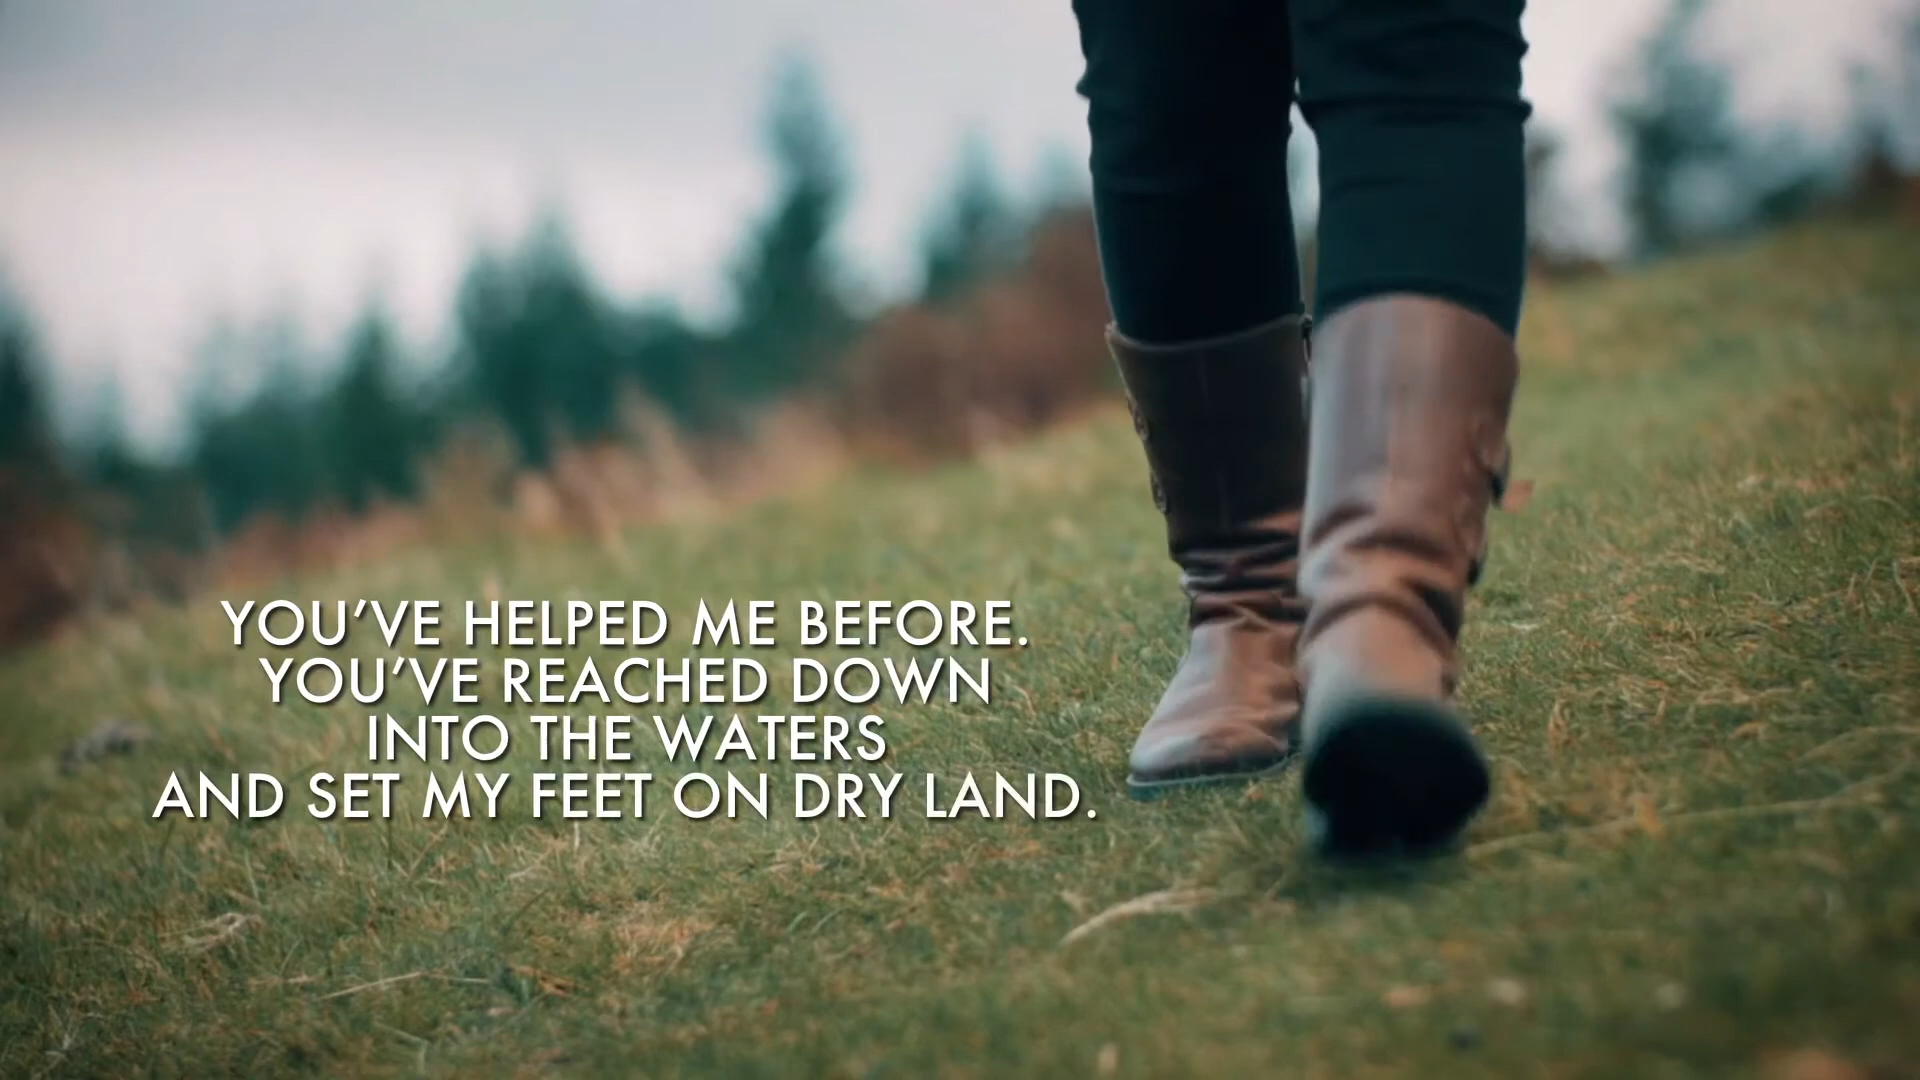 YOU’VE HELPED ME BEFORE.
YOU’VE REACHED DOWN
INTO THE WATERS
AND SET MY FEET ON DRY LAND.